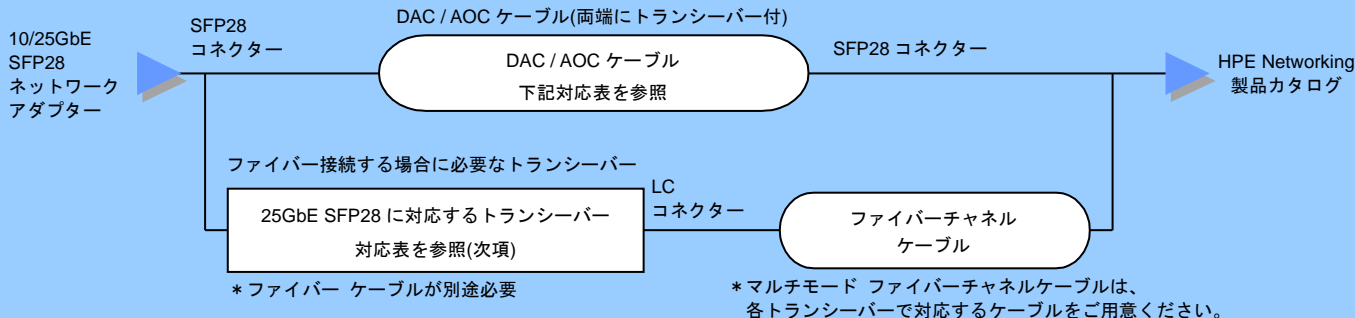 10/25GbE
SFP28
ネットワーク
アダプター
SFP28
コネクター
DAC / AOC ケーブル(両端にトランシーバー付)
DAC / AOC ケーブル
下記対応表を参照
SFP28 コネクター
HPE Networking
製品カタログ
ファイバー接続する場合に必要なトランシーバー
25GbE SFP28 に対応するトランシーバー
対応表を参照(次項)
*ファイバー ケーブルが別途必要
LC
コネクター
ファイバーチャネル
ケーブル
*マルチモード ファイバーチャネルケーブルは、
各トランシーバーで対応するケーブルをご用意ください。